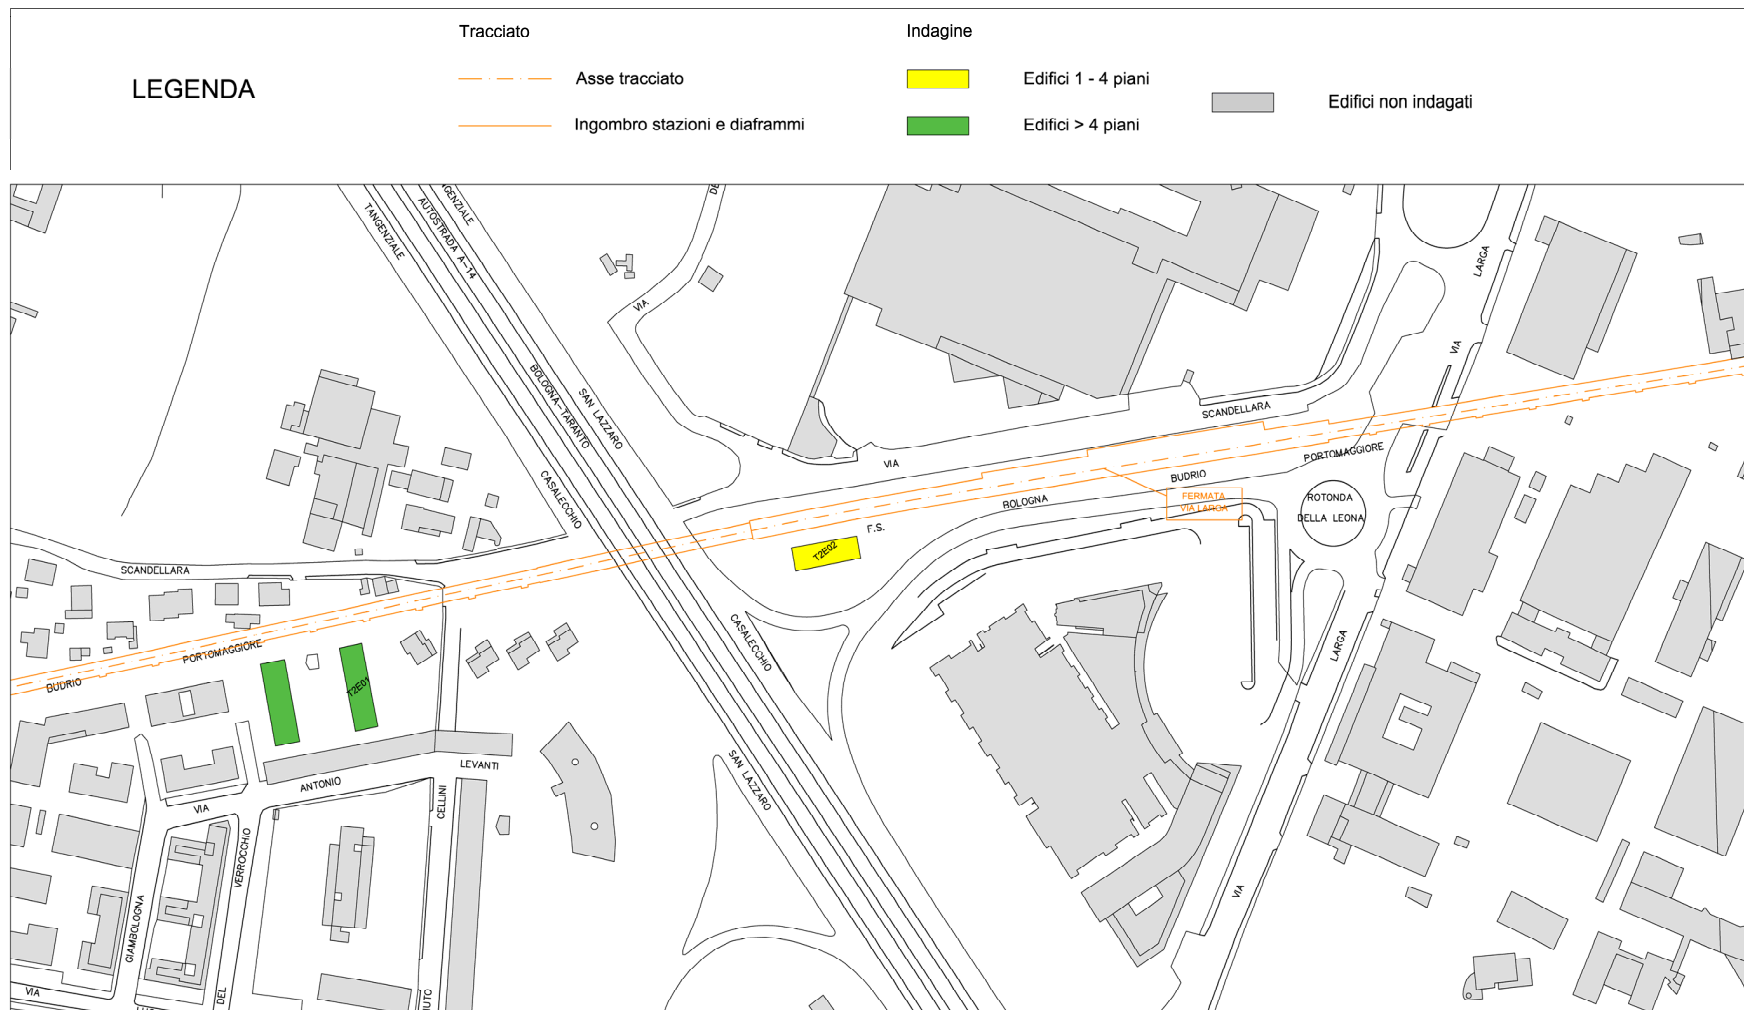 Tracciato
Indagine
LEGENDA
Asse tracciato
Edifici 1 - 4 piani
Edifici non indagati
Ingombro stazioni e diaframmi
Edifici > 4 piani
TANGENZIALE
AUTOSTRADA A-14
NGENZIALE
DE
VIA
LARGA
VIA
BOLOGNA-TARANTO
SAN LAZZARO
SCANDELLARA
VIA
PORTOMAGGIORE
BUDRIO
BOLOGNA
CASALECCHIO
FERMATA
VIA LARGA
ROTONDA
DELLA LEONA
F.S.
T2E02
SCANDELLARA
CASALECCHIO
LARGA
PORTOMAGGIORE
BUDRIO
T2E01
LEVANTI
ANTONIO
VIA
CELLINI
SAN LAZZARO
VERROCCHIO
GIAMBOLOGNA
VIA
VIA
DEL
UTO